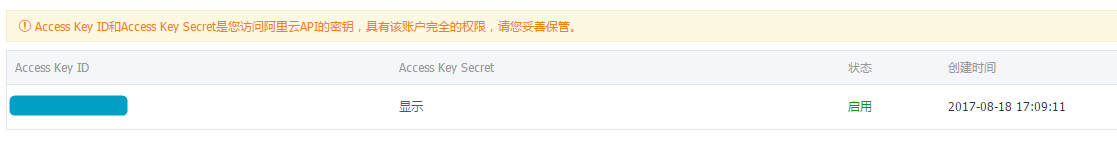 Access Key ID和Access Key Secret是您访问阿里云API的密钥，具有该账户完全的权限，请您妥善保管。
Access Key ID Access Key Secret 状态 创建时间
显示 启用 2017-08-18 17:09:11